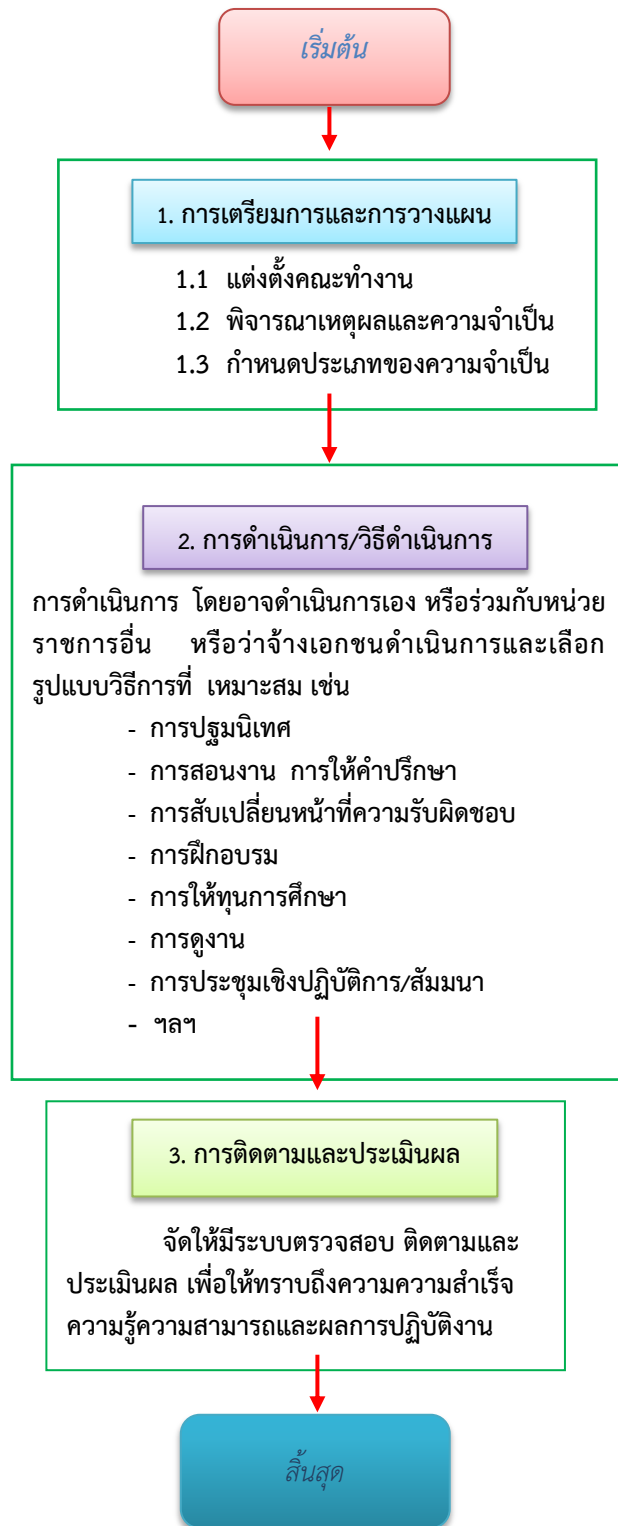 เริ่มต้น
1. การเตรียมการและการวางแผน
1.1 แต่งตั้งคณะทำงาน
1.2 พิจารณาเหตุผลและความจำเป็น
1.3 กำหนดประเภทของความจำเป็น
2. การดำเนินการ/วิธีดำเนินการ
การดำเนินการ โดยอาจดำเนินการเอง หรือร่วมกับหน่วย
ราชการอื่น หรือว่าจ้างเอกชนดำเนินการและเลือก
รูปแบบวิธีการที่ เหมาะสม เช่น
- การปฐมนิเทศ
- การสอนงาน การให้คำปรึกษา
- การสับเปลี่ยนหน้าที่ความรับผิดชอบ
- การฝึกอบรม
- การให้ทุนการศึกษา
- การดูงาน
- การประชุมเชิงปฏิบัติการ/สัมมนา
- ฯลฯ
3. การติดตามและประเมินผล
จัดให้มีระบบตรวจสอบ ติดตามและ
ประเมินผล เพื่อให้ทราบถึงความความสำเร็จ
ความรู้ความสามารถและผลการปฏิบัติงาน
สิ้นสุด